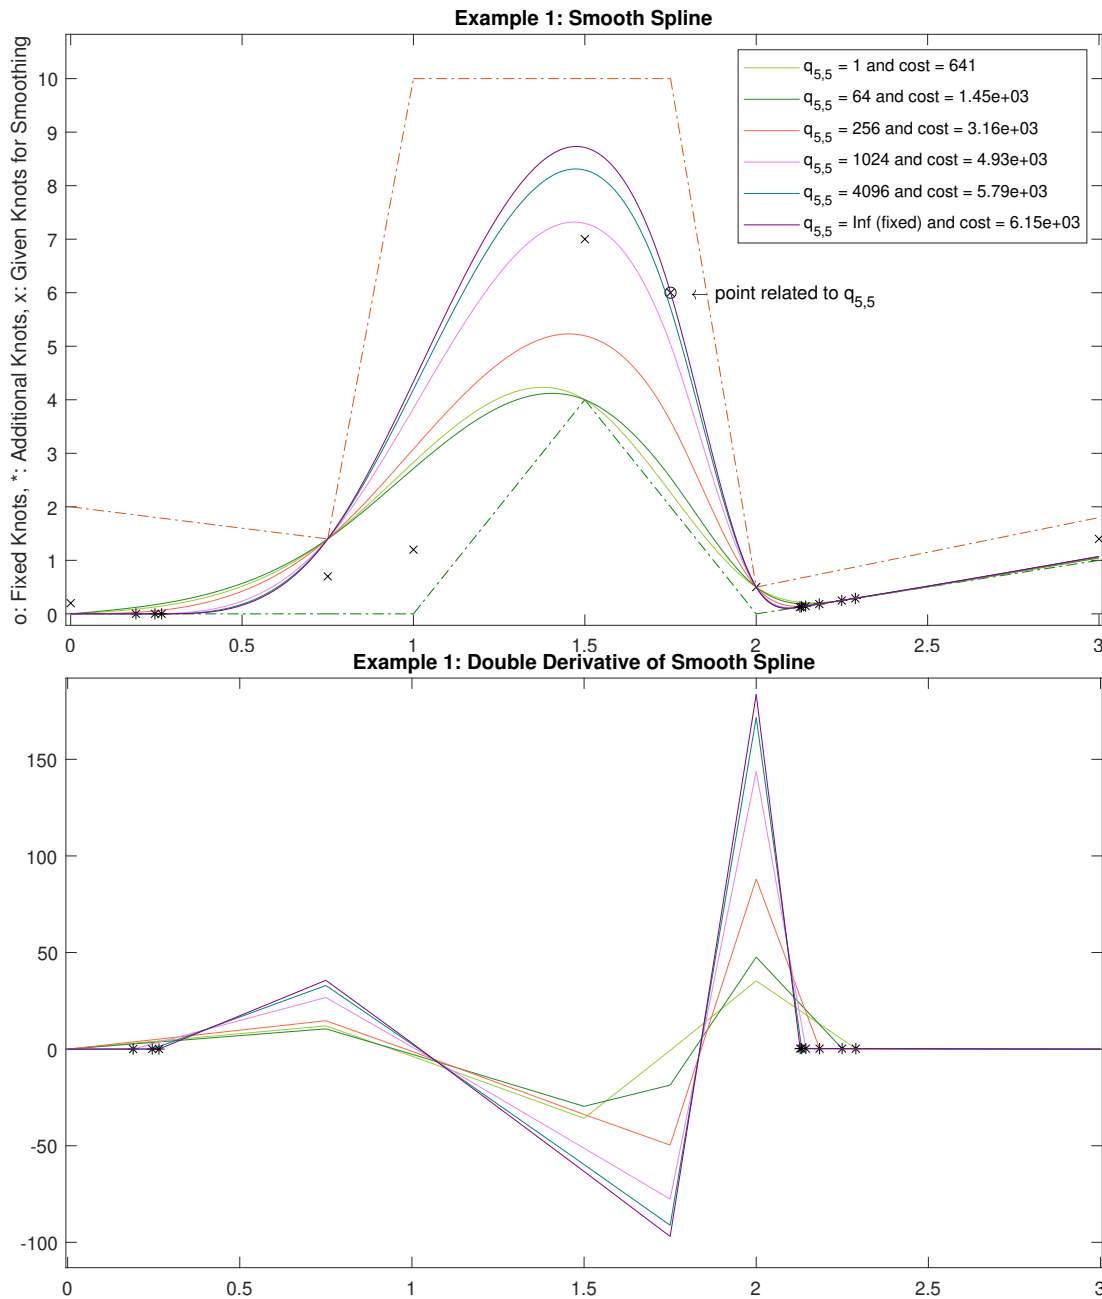 Example 1: Smooth Spline
o: Fixed Knots, *: Additional Knots, x: Given Knots for Smoothing
10
9
8
7
6
5
4
3
2
1
0
q5,5 = 1 and cost = 641
q5,5 = 64 and cost = 1.45e+03
q5,5 = 256 and cost = 3.16e+03
q5,5 = 1024 and cost = 4.93e+03
q5,5 = 4096 and cost = 5.79e+03
q5,5 = Inf (fixed) and cost = 6.15e+03
← point related to q5,5
0 0.5 1 1.5 2 2.5 3
Example 1: Double Derivative of Smooth Spline
150
100
50
0
-50
-100
0 0.5 1 1.5 2 2.5 3